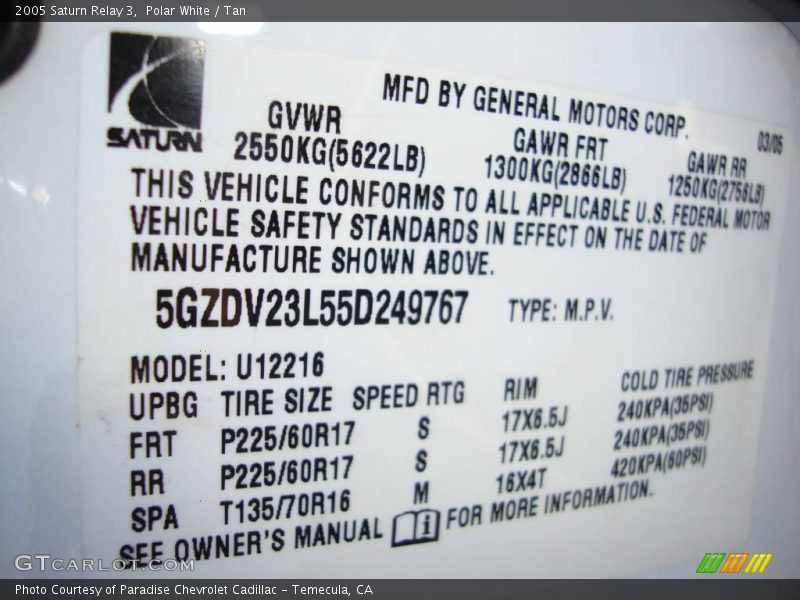 2005 Saturn Relay 3, Polar White / Tan
SATURN
MFD BY GENERAL MOTORS CORP.
03/05
GVWR GAWR FRT GAWR RR
2550KG(5622LB) 1300KG(2866LB) 1250KG(2756LB)
THIS VEHICLE CONFORMS TO ALL APPLICABLE U.S. FEDERAL MOTOR
VEHICLE SAFETY STANDARDS IN EFFECT ON THE DATE OF
MANUFACTURE SHOWN ABOVE.
5GZDV23L55D249767 TYPE: M.P.V.
MODEL: U12216
UPBG TIRE SIZE SPEED RTG RIM COLD TIRE PRESSURE
FRT P225/60R17 S 17X6.5J 240KPA(35PSI)
RR P225/60R17 S 17X6.5J 240KPA(35PSI)
SPA T135/70R16 M 16X4T 420KPA(60PSI)
SEE OWNER'S MANUAL i FOR MORE INFORMATION.
GTCARLOT.COM
Photo Courtesy of Paradise Chevrolet Cadillac - Temecula, CA